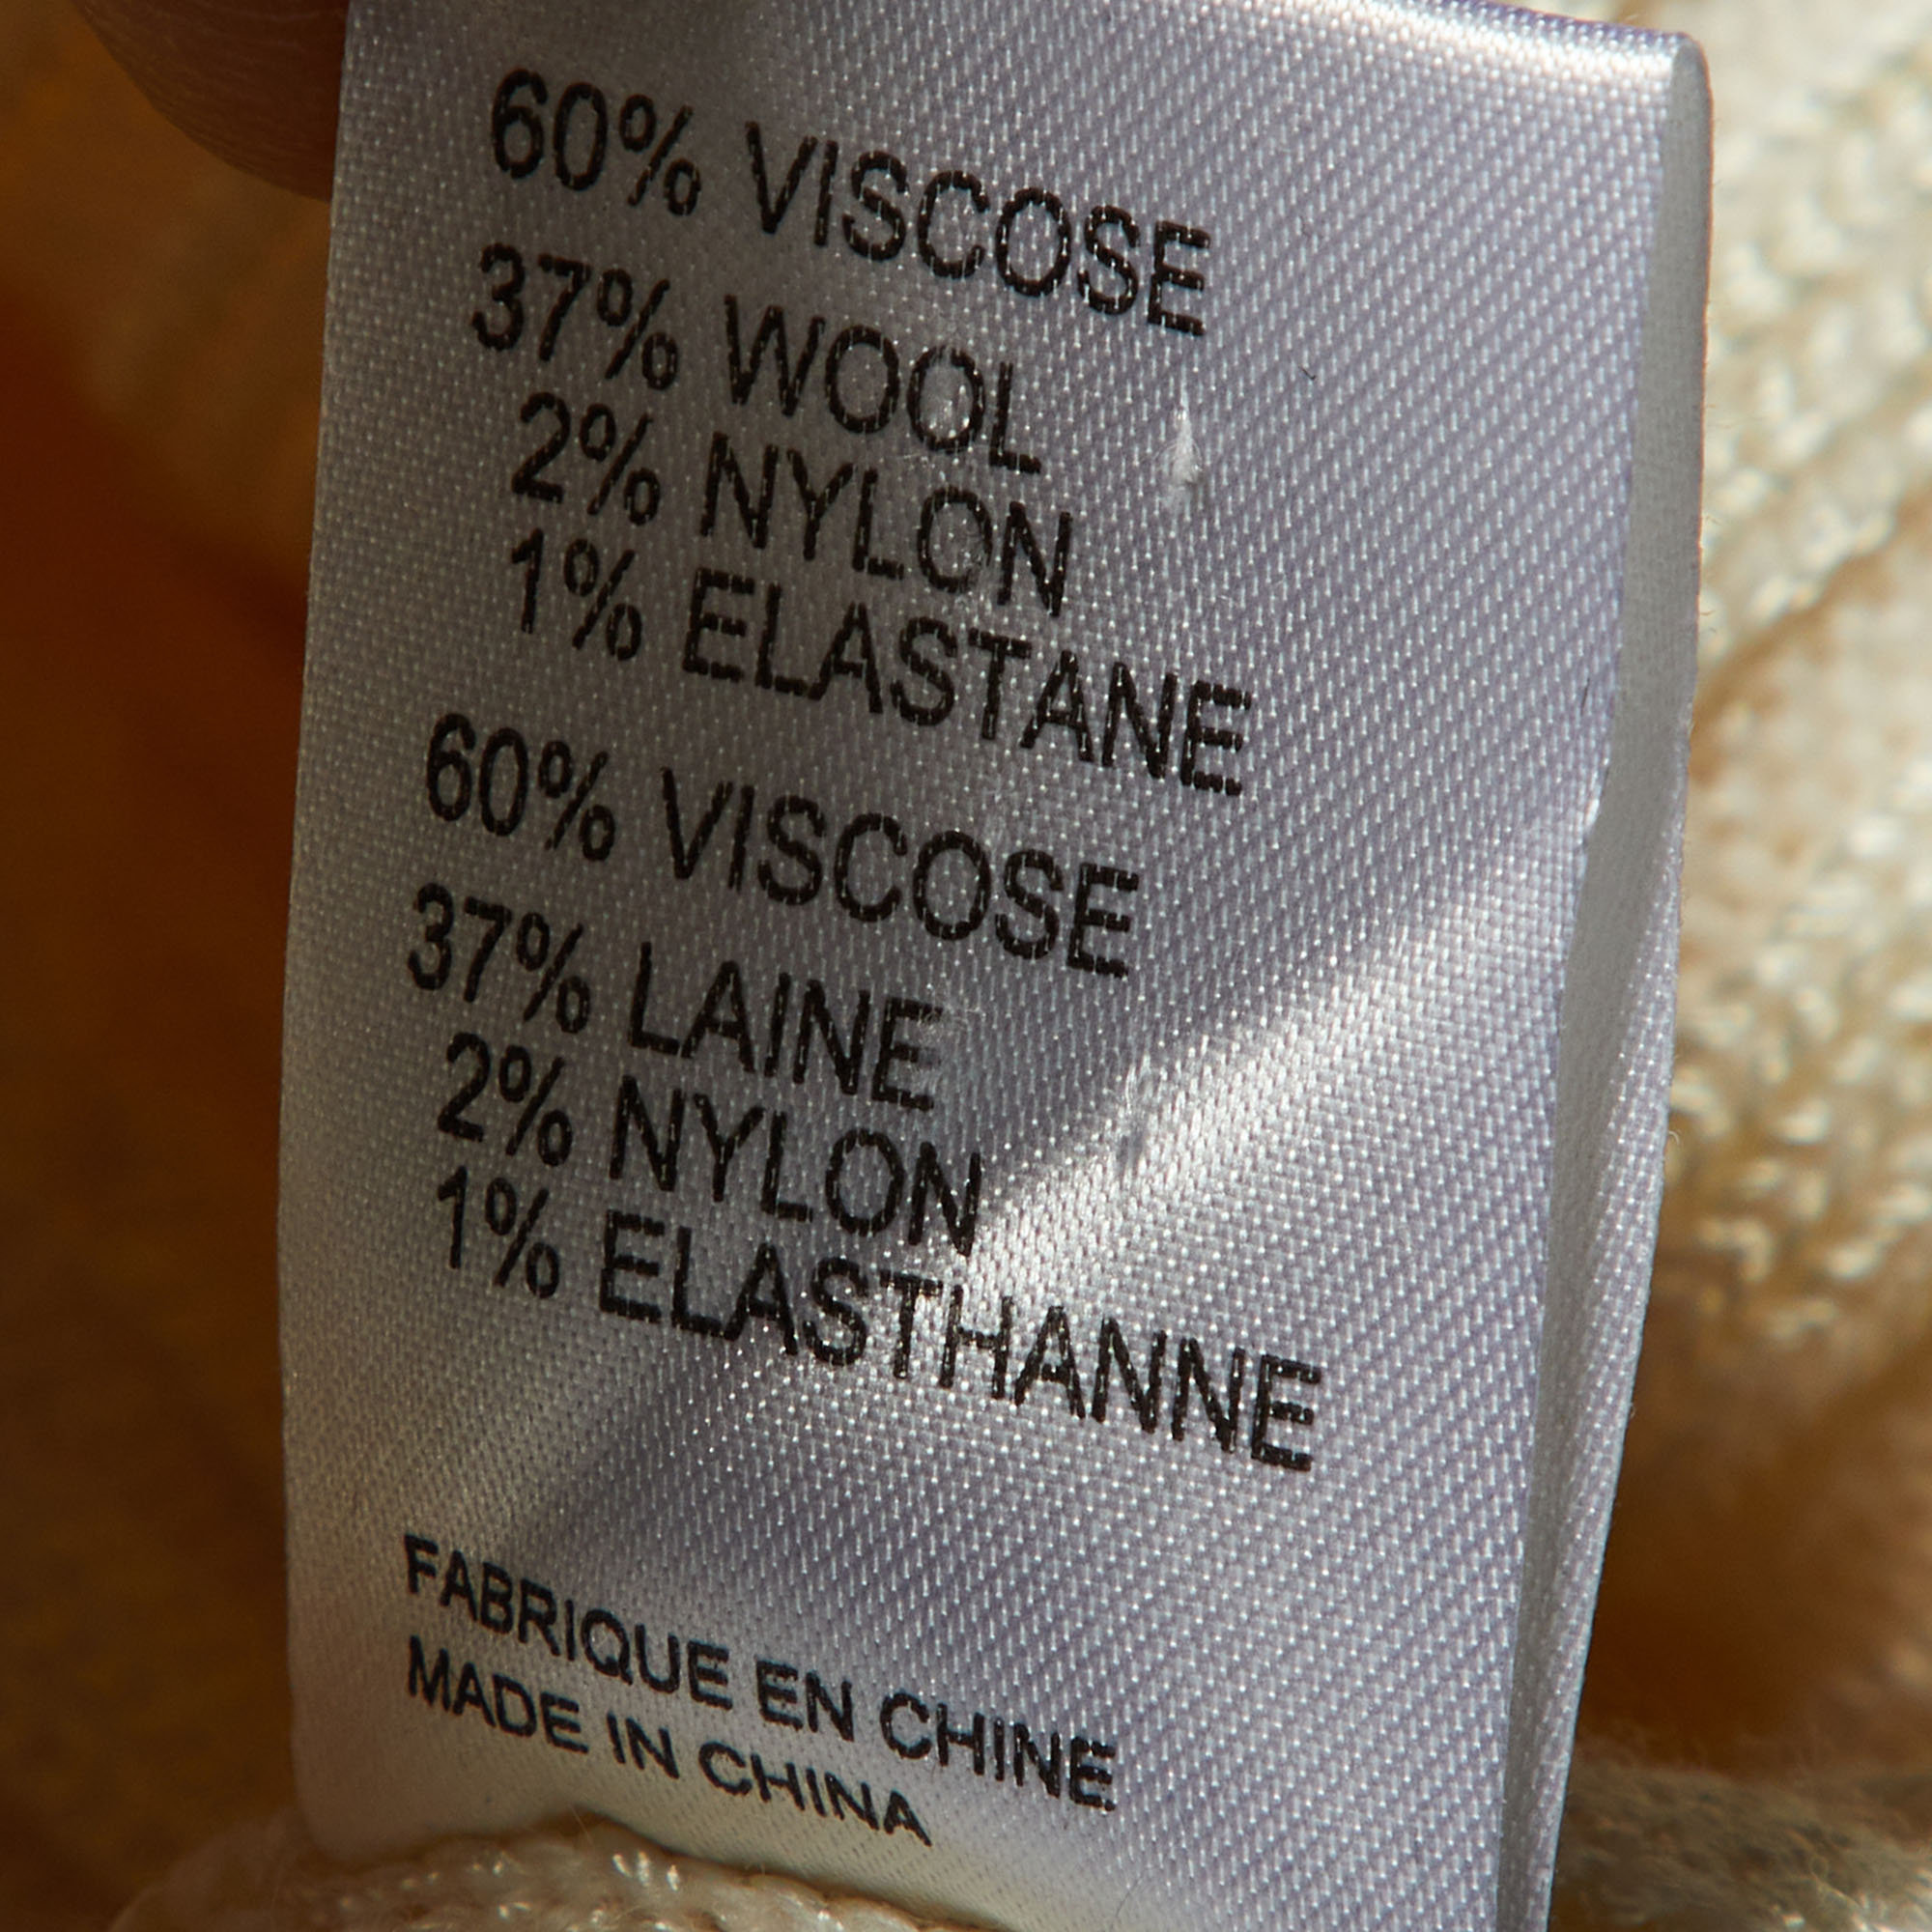 60% VISCOSE
37% WOOL
2% NYLON
1% ELASTANE
60% VISCOSE
37% LAINE
2% NYLON
1% ELASTHANNE
FABRIQUE EN CHINE
MADE IN CHINA